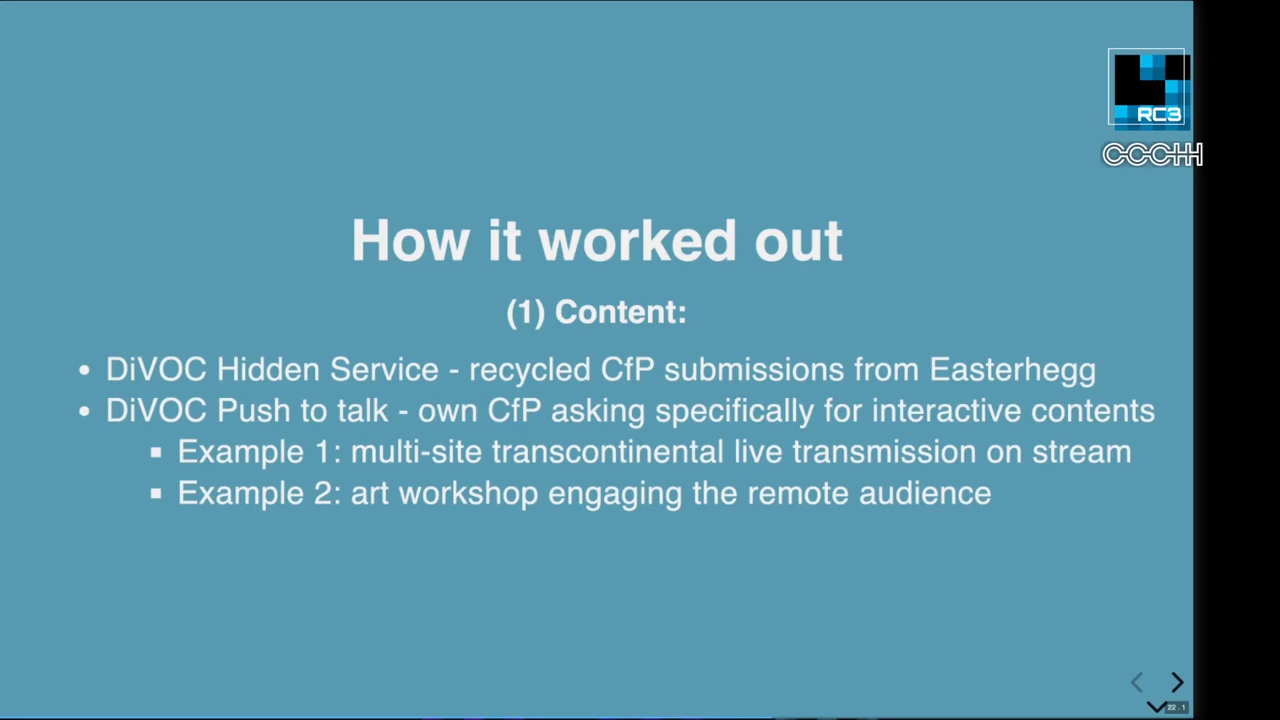 RC3
CCCHH
How it worked out
(1) Content:
• DiVOC Hidden Service - recycled CfP submissions from Easterhegg
• DiVOC Push to talk - own CfP asking specifically for interactive contents
▪ Example 1: multi-site transcontinental live transmission on stream
▪ Example 2: art workshop engaging the remote audience
22.1